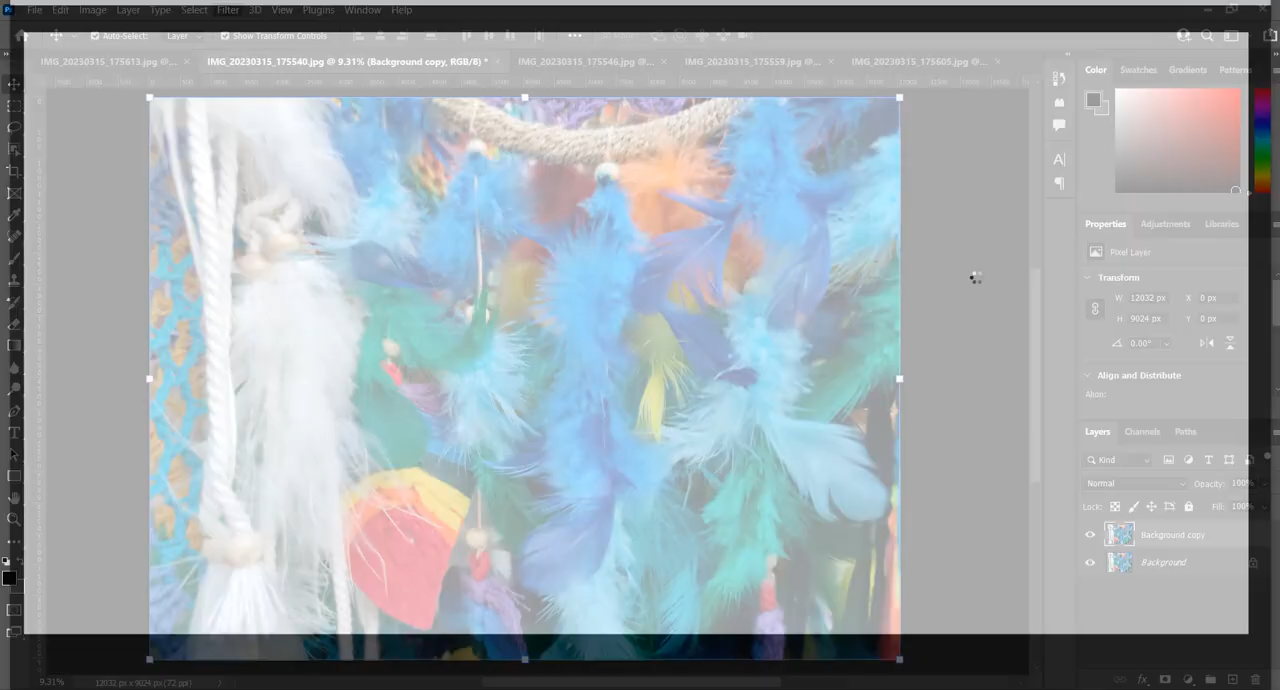 Ps File Edit Image Layer Type Select Filter 3D View Plugins Window Help
Auto-Select: Layer Show Transform Controls
IMG_20230315_175613.jpg @... × IMG_20230315_175540.jpg @ 9.31% (Background copy, RGB/8) * × IMG_20230315_175546.jpg @... × IMG_20230315_175559.jpg @... × IMG_20230315_175605.jpg @... ×
Color Swatches Gradients Patterns
Properties Adjustments Libraries
Pixel Layer
Transform
W 12032 px X 0 px
H 9024 px Y 0 px
0.00°
Align and Distribute
Align:
Layers Channels Paths
Kind
Normal Opacity: 100%
Lock: Fill: 100%
Background copy
Background
9.31% 12032 px x 9024 px (72 ppi)